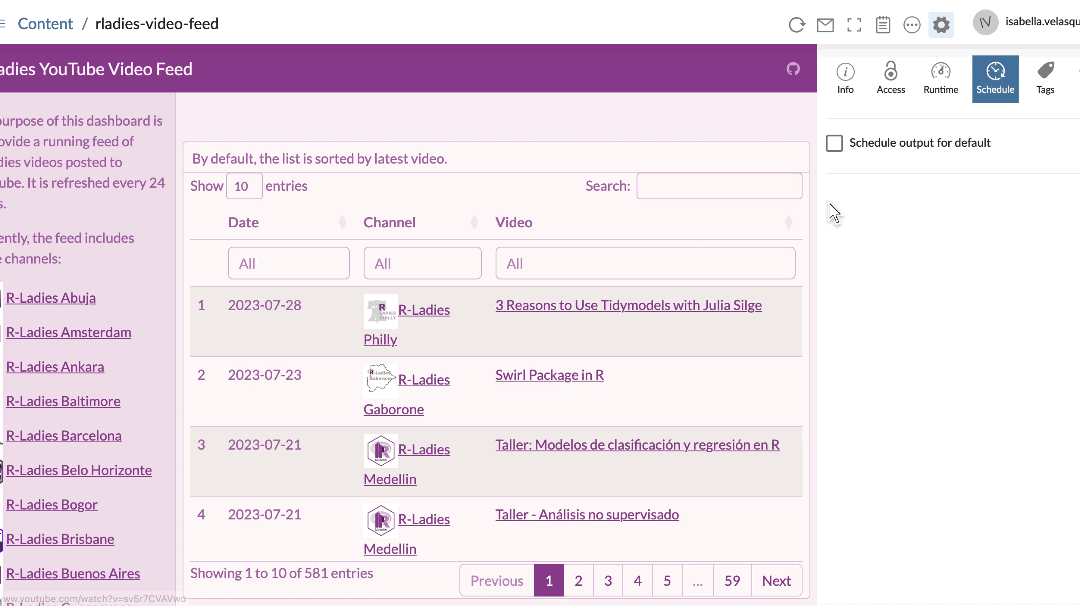 Content / rladies-video-feed
isabella.velasqu
adies YouTube Video Feed
Info
Access
Runtime
Schedule
Tags
Schedule output for default
urpose of this dashboard is
ovide a running feed of
dies videos posted to
ube. It is refreshed every 24
s.
ently, the feed includes
e channels:
R-Ladies Abuja
R-Ladies Amsterdam
R-Ladies Ankara
R-Ladies Baltimore
R-Ladies Barcelona
R-Ladies Belo Horizonte
R-Ladies Bogor
R-Ladies Brisbane
R-Ladies Buenos Aires
By default, the list is sorted by latest video.
Show 10 entries
Search:
Date Channel Video
All All All
1 2023-07-28 R-Ladies 3 Reasons to Use Tidymodels with Julia Silge
Philly
2 2023-07-23 R-Ladies Swirl Package in R
Gaborone
3 2023-07-21 R-Ladies Taller: Modelos de clasificación y regresión en R
Medellin
4 2023-07-21 R-Ladies Taller - Análisis no supervisado
Medellin
Showing 1 to 10 of 581 entries
Previous 1 2 3 4 5 ... 59 Next